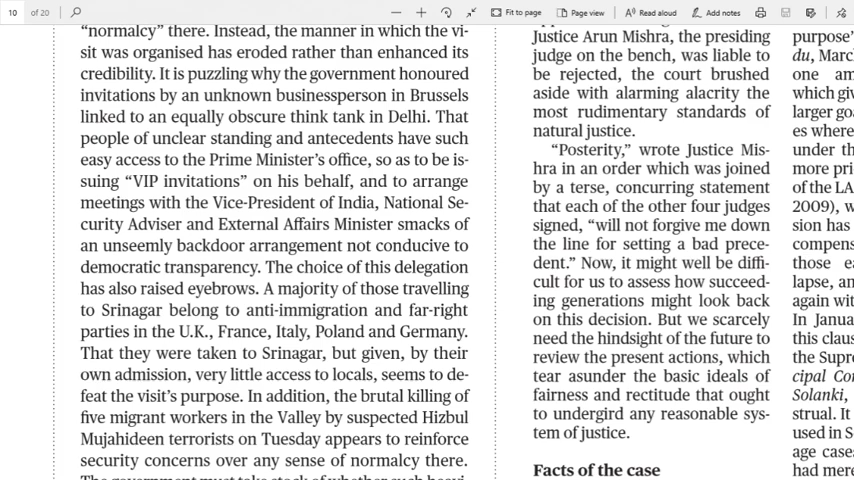 10 of 20
Fit to page
Page view
Read aloud
Add notes
“normalcy” there. Instead, the manner in which the vi-
sit was organised has eroded rather than enhanced its
credibility. It is puzzling why the government honoured
invitations by an unknown businessperson in Brussels
linked to an equally obscure think tank in Delhi. That
people of unclear standing and antecedents have such
easy access to the Prime Minister’s office, so as to be is-
suing “VIP invitations” on his behalf, and to arrange
meetings with the Vice-President of India, National Se-
curity Adviser and External Affairs Minister smacks of
an unseemly backdoor arrangement not conducive to
democratic transparency. The choice of this delegation
has also raised eyebrows. A majority of those travelling
to Srinagar belong to anti-immigration and far-right
parties in the U.K., France, Italy, Poland and Germany.
That they were taken to Srinagar, but given, by their
own admission, very little access to locals, seems to de-
feat the visit’s purpose. In addition, the brutal killing of
five migrant workers in the Valley by suspected Hizbul
Mujahideen terrorists on Tuesday appears to reinforce
security concerns over any sense of normalcy there.
The government must take stock of whether such heavi-
Justice Arun Mishra, the presiding
judge on the bench, was liable to
be rejected, the court brushed
aside with alarming alacrity the
most rudimentary standards of
natural justice.
“Posterity,” wrote Justice Mis-
hra in an order which was joined
by a terse, concurring statement
that each of the other four judges
signed, “will not forgive me down
the line for setting a bad prece-
dent.” Now, it might well be diffi-
cult for us to assess how succeed-
ing generations might look back
on this decision. But we scarcely
need the hindsight of the future to
review the present actions, which
tear asunder the basic ideals of
fairness and rectitude that ought
to undergird any reasonable sys-
tem of justice.
Facts of the case
purpose’
du, Marc
one am
which giv
larger goa
es where
under th
more pri
of the LA
2009), w
sion has
compens
those ea
lapse, an
again wit
In Janua
this claus
the Supre
cipal Cor
Solanki,
strual. It
used in S
age case
had mere